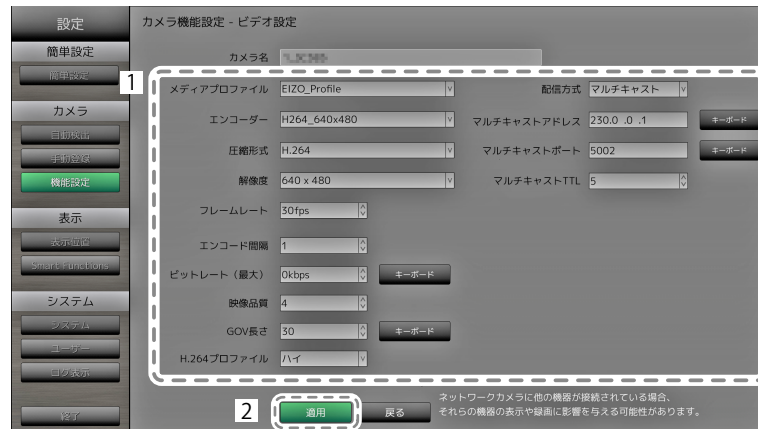 設定
カメラ機能設定 - ビデオ設定
簡単設定
簡単設定
カメラ
自動検出
手動登録
機能設定
表示
表示位置
Smart Functions
システム
システム
ユーザー
ログ表示
終了
カメラ名
1
メディアプロファイル EIZO_Profile
エンコーダー H264_640x480
圧縮形式 H.264
解像度 640 x 480
フレームレート 30fps
エンコード間隔 1
ビットレート（最大） 0kbps キーボード
映像品質 4
GOV長さ 30 キーボード
H.264プロファイル ハイ
配信方式 マルチキャスト
マルチキャストアドレス 230.0 .0 .1 キーボード
マルチキャストポート 5002 キーボード
マルチキャストTTL 5
2 適用 戻る
ネットワークカメラに他の機器が接続されている場合、
それらの機器の表示や録画に影響を与える可能性があります。